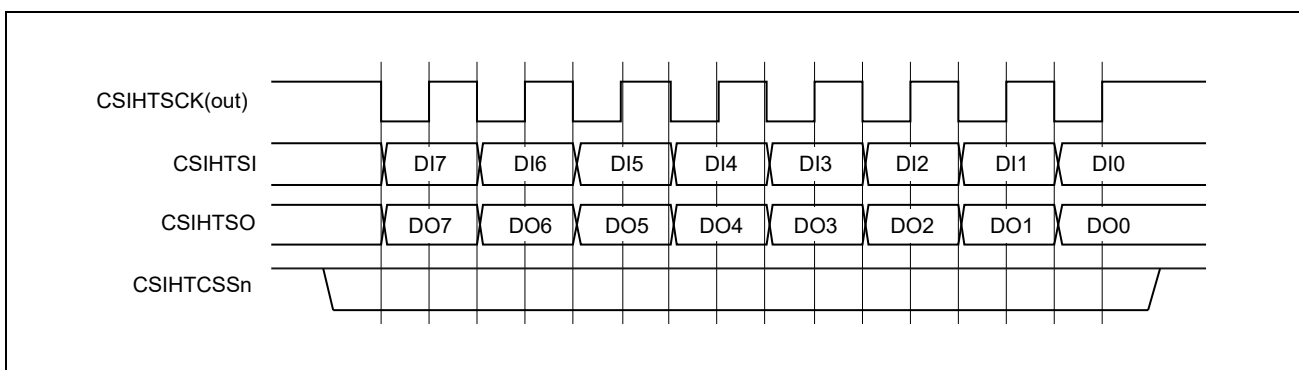 CSIHTSCK(out)
CSIHTSI DI7 DI6 DI5 DI4 DI3 DI2 DI1 DI0
CSIHTSO DO7 DO6 DO5 DO4 DO3 DO2 DO1 DO0
CSIHTCSSn